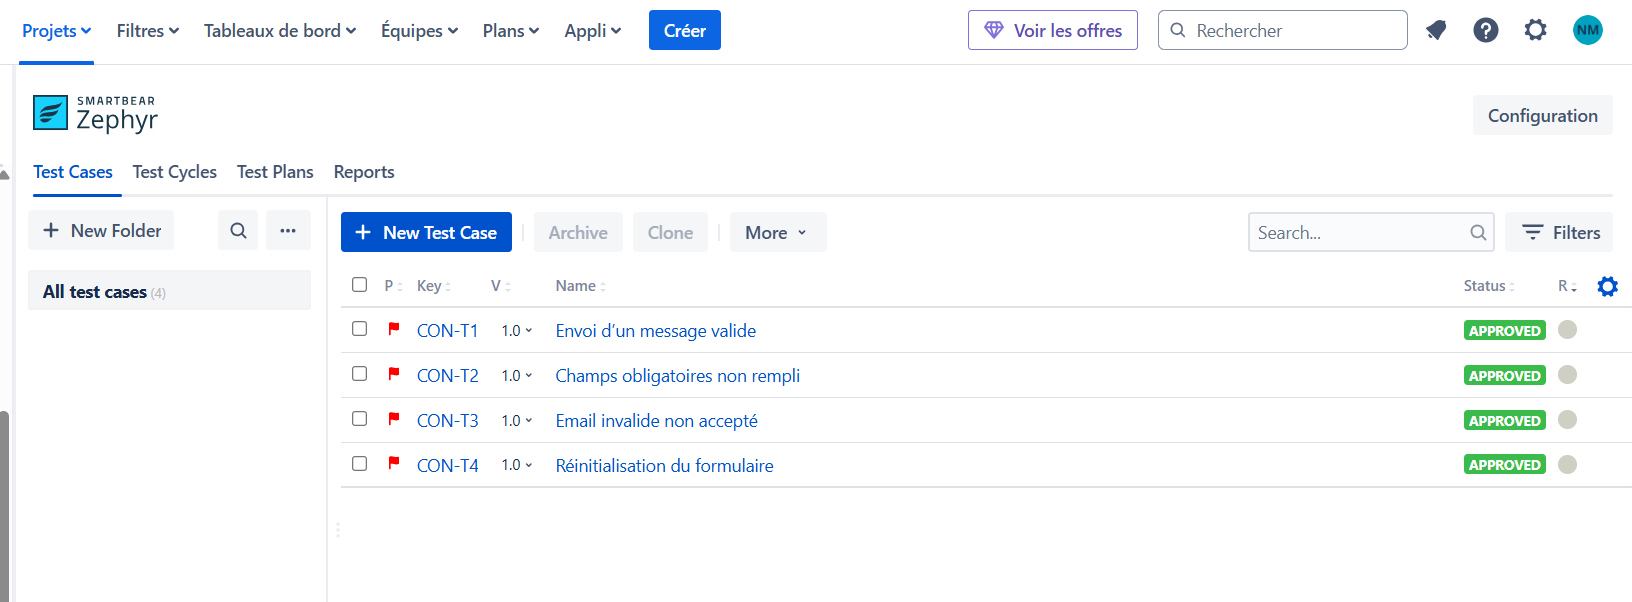 Projets Filtres Tableaux de bord Équipes Plans Appli Créer Voir les offres Rechercher NM
SMARTBEAR
Zephyr
Configuration
Test Cases Test Cycles Test Plans Reports
+ New Folder ... + New Test Case Archive Clone More Search... Filters
All test cases (4)
P Key V Name Status R
CON-T1 1.0 Envoi d’un message valide APPROVED
CON-T2 1.0 Champs obligatoires non rempli APPROVED
CON-T3 1.0 Email invalide non accepté APPROVED
CON-T4 1.0 Réinitialisation du formulaire APPROVED